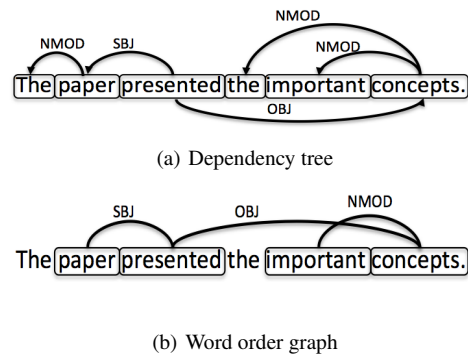 NMOD
NMOD SBJ NMOD
The paper presented the important concepts.
OBJ
(a) Dependency tree
NMOD
SBJ OBJ
The paper presented the important concepts.
(b) Word order graph